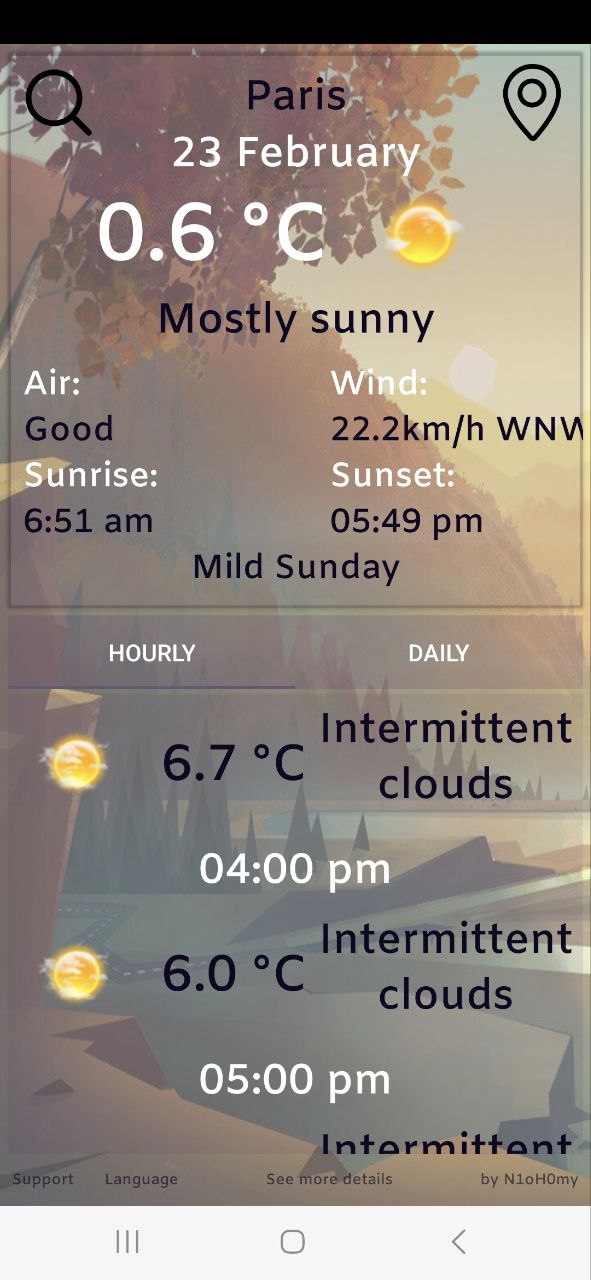 Paris
23 February
0.6 °C
Mostly sunny
Air:
Wind:
Good
22.2km/h WNW
Sunrise:
Sunset:
6:51 am
05:49 pm
Mild Sunday
HOURLY
DAILY
6.7 °C
Intermittent
clouds
04:00 pm
6.0 °C
Intermittent
clouds
05:00 pm
Intermittent
Support
Language
See more details
by N1oH0my